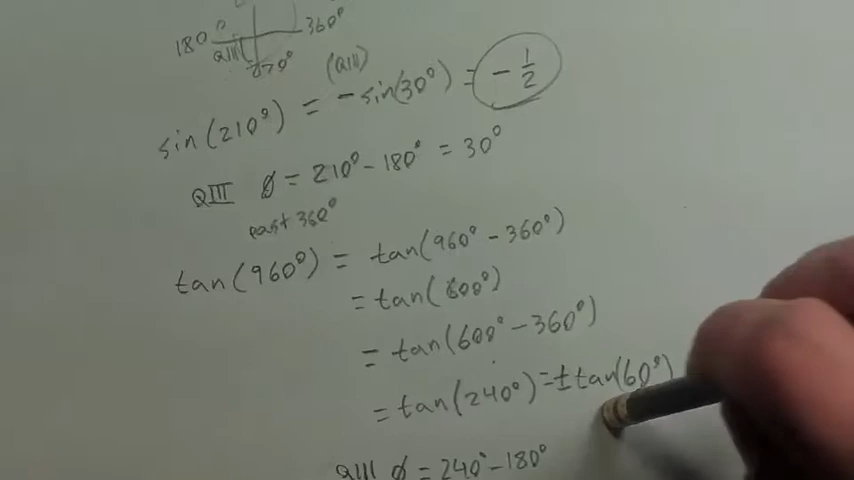 180° 360°
QIII
270°
(QIII)
sin(210°) = -sin(30°) = -1/2
QIII ø = 210° - 180° = 30°
past 360°
tan(960°) = tan(960° - 360°)
= tan(600°)
= tan(600° - 360°)
= tan(240°) = ± tan(60°)
QIII ø = 240° - 180°